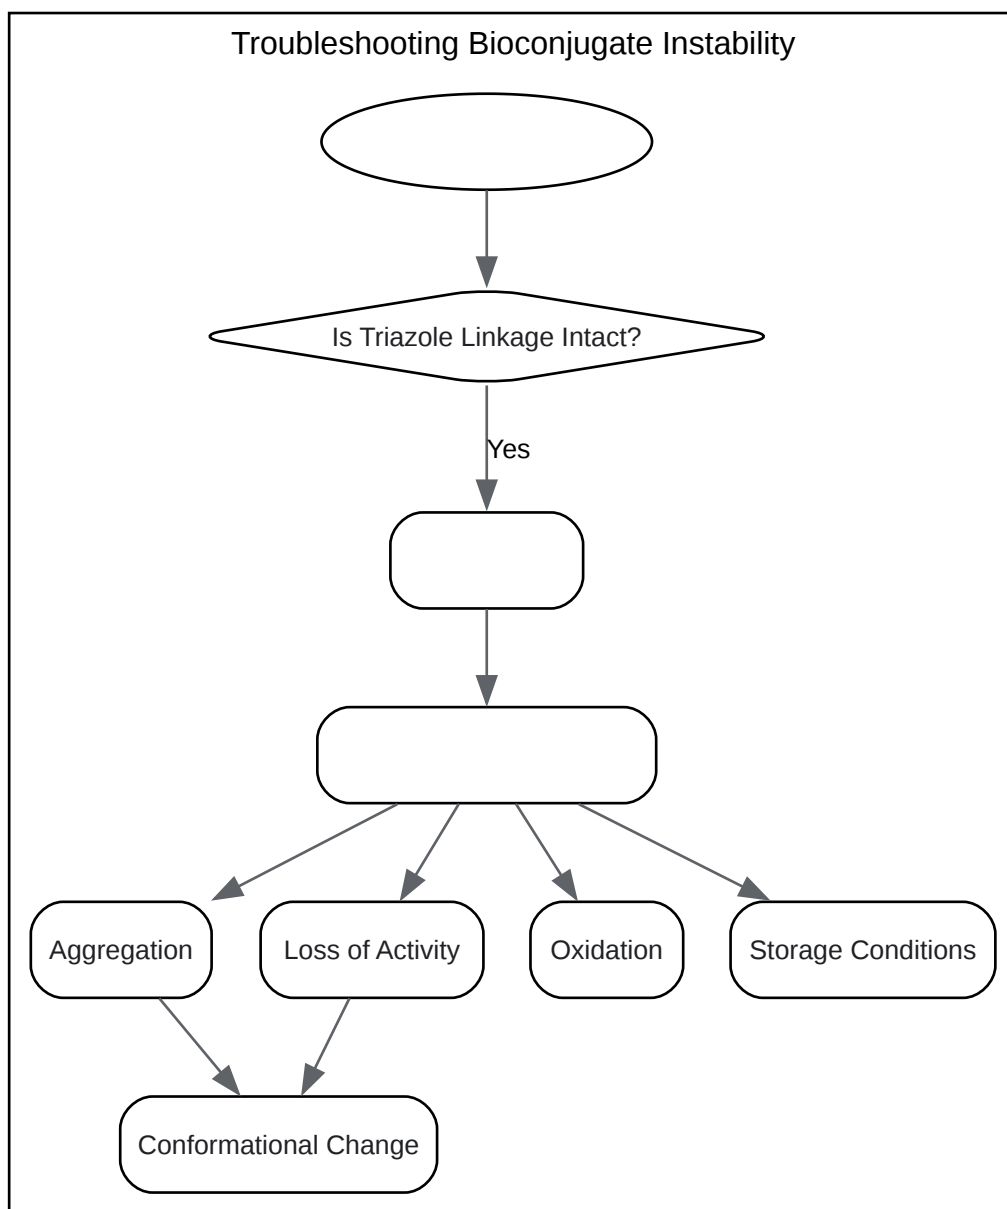 Troubleshooting Bioconjugate Instability
Is Triazole Linkage Intact?
Yes
Aggregation
Loss of Activity
Oxidation
Storage Conditions
Conformational Change